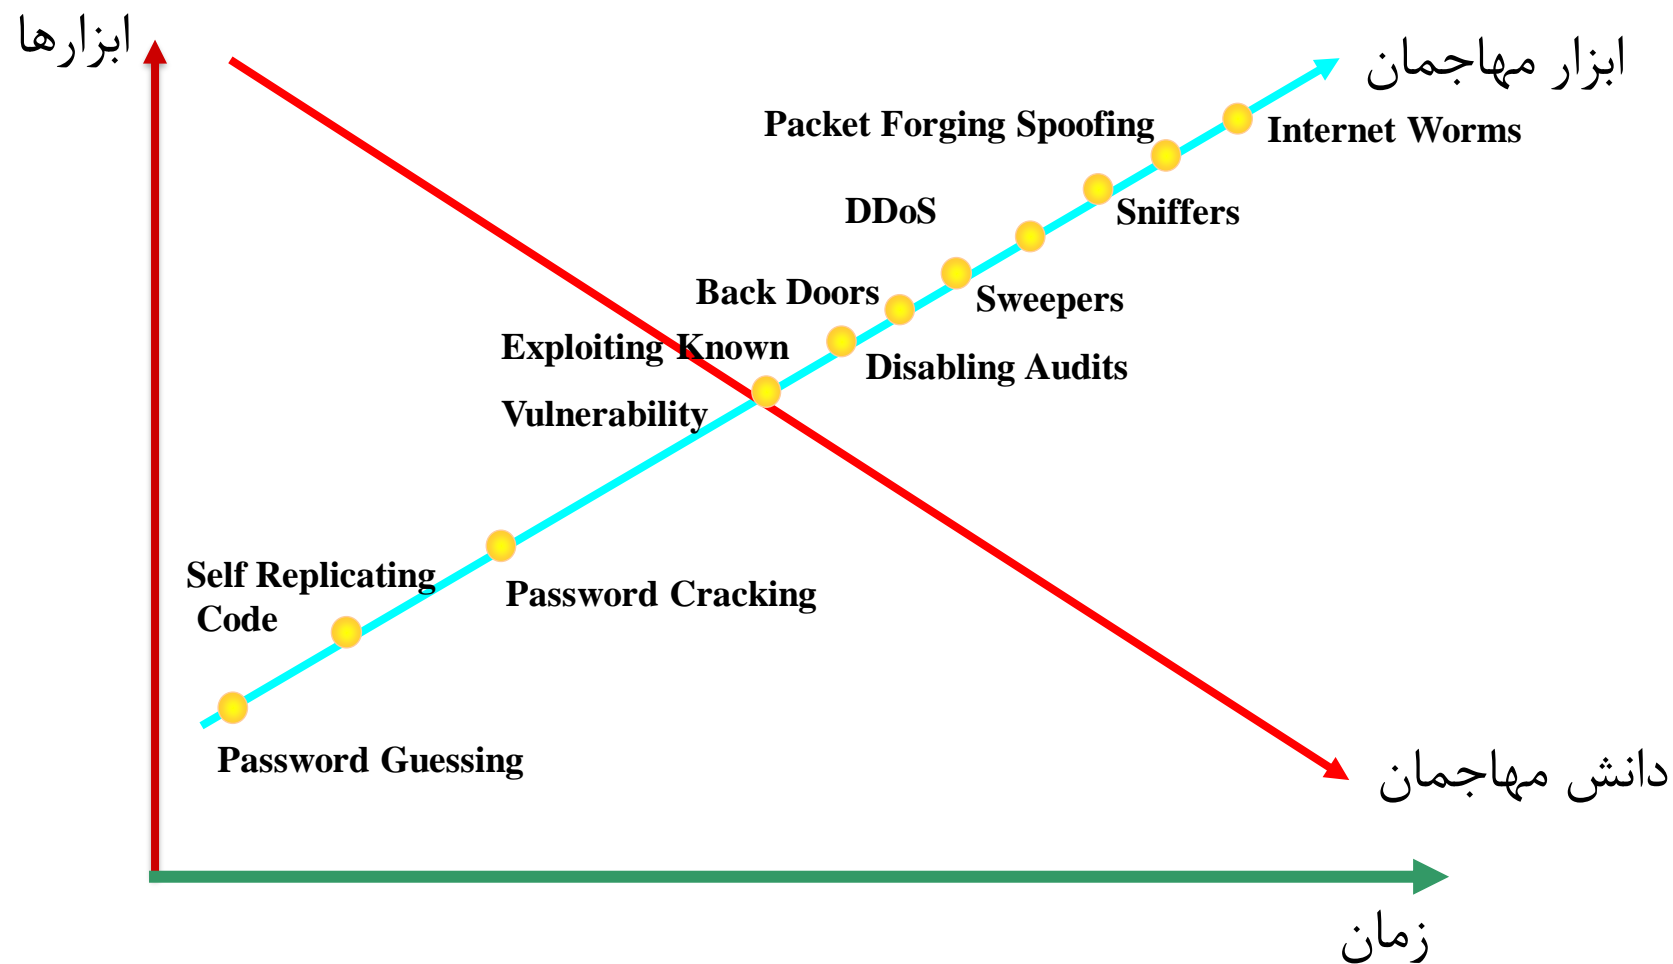 ابزارها
ابزار مهاجمان
Packet Forging Spoofing
Internet Worms
DDoS
Sniffers
Back Doors
Sweepers
Exploiting Known
Vulnerability
Disabling Audits
Self Replicating
Code
Password Cracking
Password Guessing
دانش مهاجمان
زمان